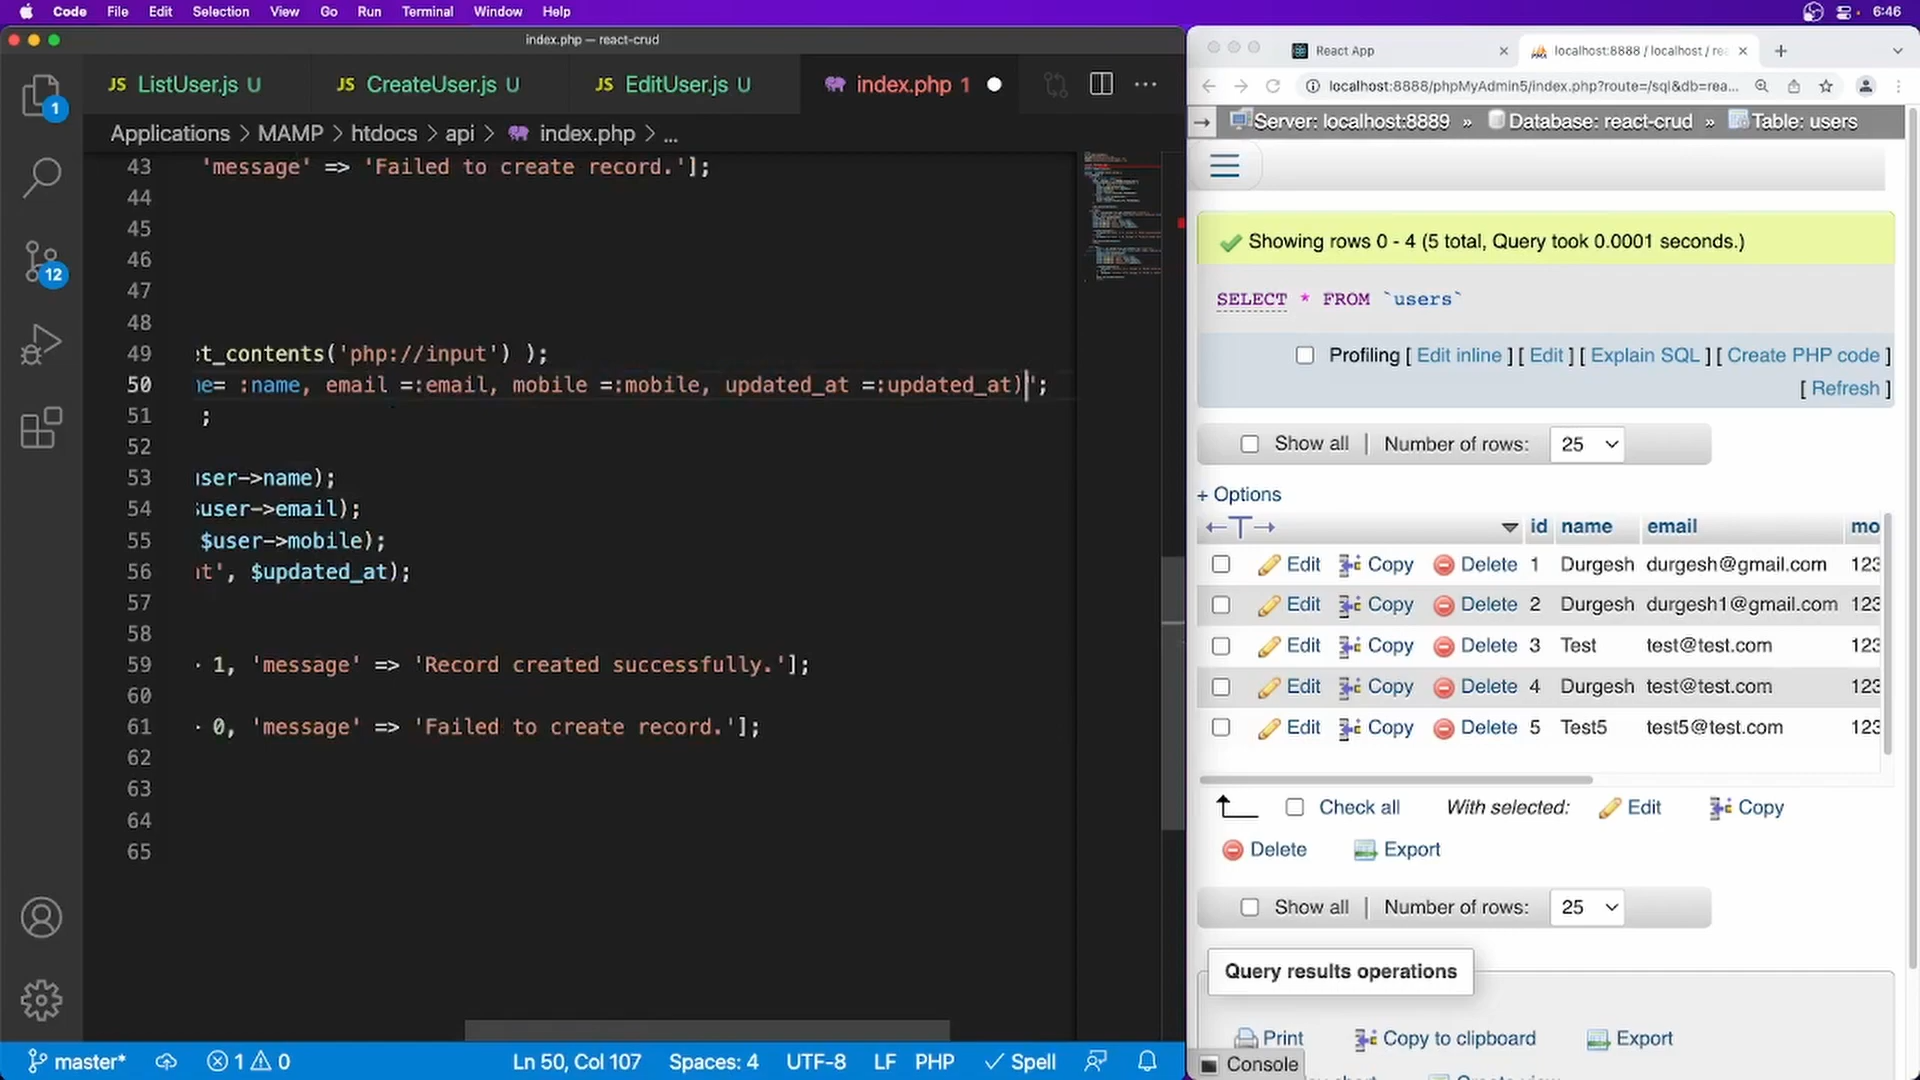 Code File Edit Selection View Go Run Terminal Window Help 6:46
index.php — react-crud
JS ListUser.js U
JS CreateUser.js U
JS EditUser.js U
index.php 1
Applications > MAMP > htdocs > api > index.php > ...
43 'message' => 'Failed to create record.'];
44
45
46
47
48
49 et_contents('php://input') );
50 me= :name, email =:email, mobile =:mobile, updated_at =:updated_at)';
51 ;
52
53 user->name);
54 $user->email);
55 $user->mobile);
56 at', $updated_at);
57
58
59 1, 'message' => 'Record created successfully.'];
60
61 0, 'message' => 'Failed to create record.'];
62
63
64
65
1
12
master* 1 0 Ln 50, Col 107 Spaces: 4 UTF-8 LF PHP Spell
React App
localhost:8888 / localhost / rea
localhost:8888/phpMyAdmin5/index.php?route=/sql&db=rea...
Server: localhost:8889 » Database: react-crud » Table: users
Showing rows 0 - 4 (5 total, Query took 0.0001 seconds.)
SELECT * FROM `users`
Profiling [ Edit inline ] [ Edit ] [ Explain SQL ] [ Create PHP code ]
[ Refresh ]
Show all | Number of rows: 25
+ Options
←T→ id name email mo
Edit Copy Delete 1 Durgesh durgesh@gmail.com 123
Edit Copy Delete 2 Durgesh durgesh1@gmail.com 123
Edit Copy Delete 3 Test test@test.com 123
Edit Copy Delete 4 Durgesh test@test.com 123
Edit Copy Delete 5 Test5 test5@test.com 123
Check all With selected: Edit Copy
Delete Export
Show all | Number of rows: 25
Query results operations
Print Copy to clipboard Export
Console